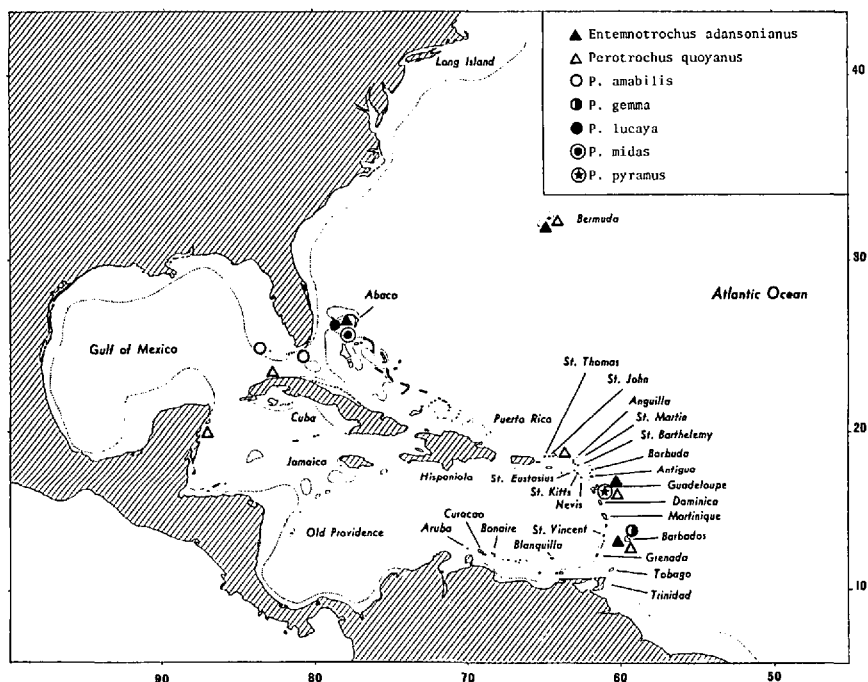 Entemnotrochus adansonianus
Perotrochus quoyanus
P. amabilis
P. gemma
P. lucaya
P. midas
P. pyramus
Long Island
40
Bermuda
30
Abaco
Atlantic Ocean
Gulf of Mexico
St. Thomas
St. John
Anguilla
St. Martin
St. Barthelemy
Puerto Rico
Cuba
20
Barbuda
Jamaica
Hispaniola
St. Eustasius
Antigua
St. Kitts
Guadeloupe
Nevis
Dominica
Martinique
Old Providence
Curacao
Aruba
Bonaire
St. Vincent
Blanquilla
Barbados
Grenada
Tobago
10
Trinidad
90
80
70
60
50